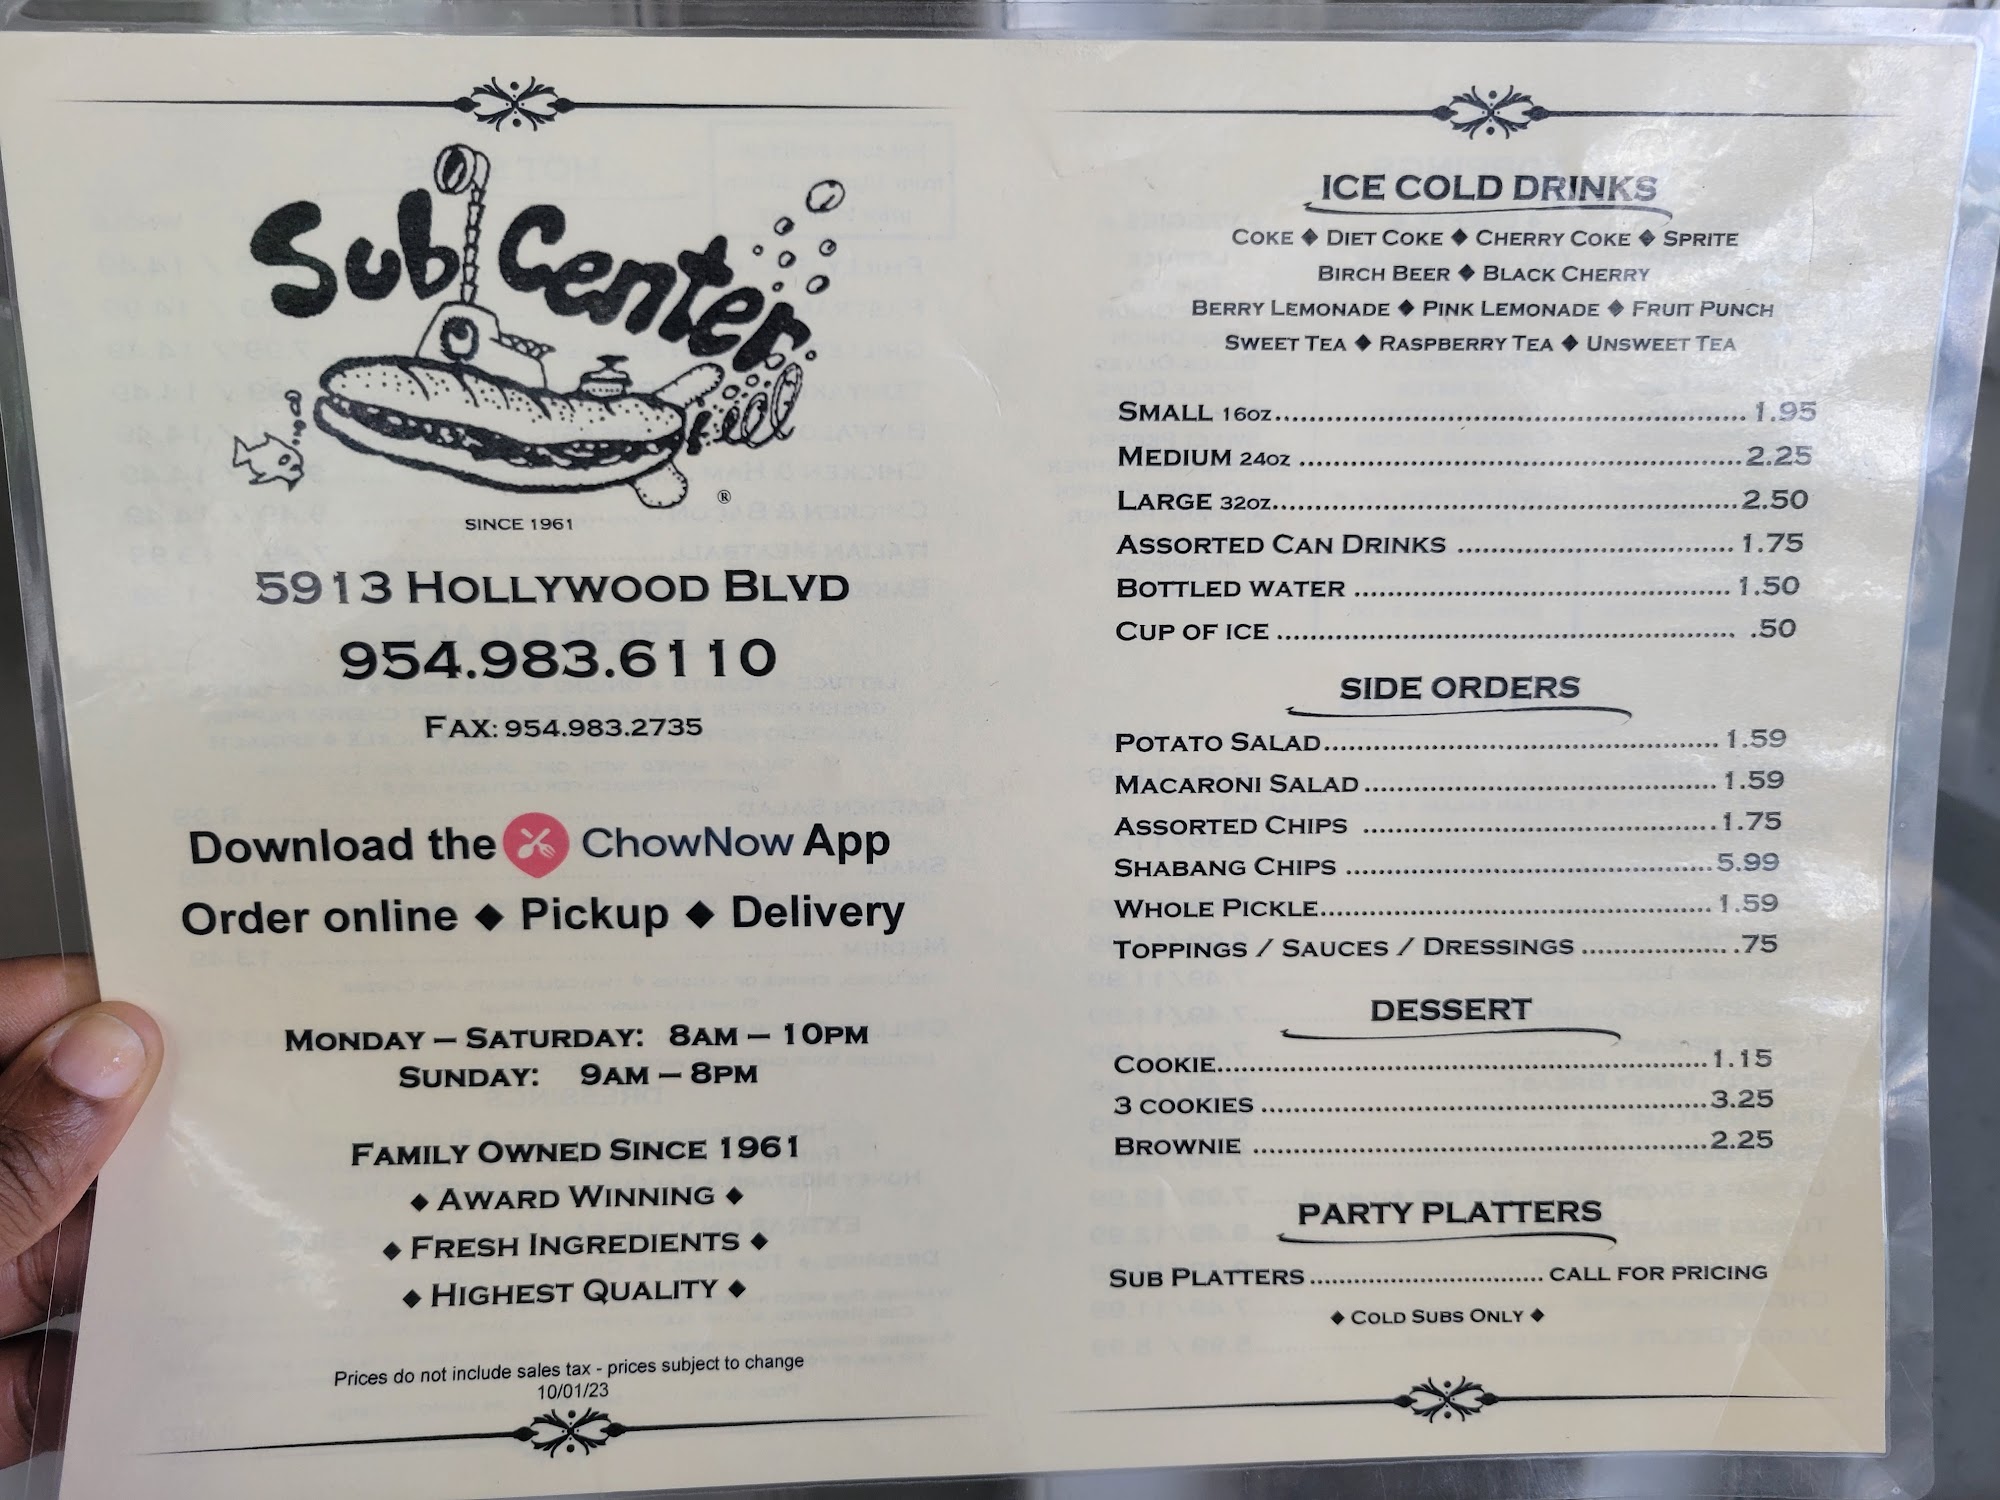 Sub Center
®
SINCE 1961
5913 HOLLYWOOD BLVD
954.983.6110
FAX: 954.983.2735
Download the ChowNow App
Order online ◆ Pickup ◆ Delivery
MONDAY – SATURDAY: 8AM – 10PM
SUNDAY: 9AM – 8PM
FAMILY OWNED SINCE 1961
◆ AWARD WINNING ◆
◆ FRESH INGREDIENTS ◆
◆ HIGHEST QUALITY ◆
Prices do not include sales tax - prices subject to change
10/01/23
ICE COLD DRINKS
COKE ◆ DIET COKE ◆ CHERRY COKE ◆ SPRITE
BIRCH BEER ◆ BLACK CHERRY
BERRY LEMONADE ◆ PINK LEMONADE ◆ FRUIT PUNCH
SWEET TEA ◆ RASPBERRY TEA ◆ UNSWEET TEA
SMALL 16OZ 1.95
MEDIUM 24OZ 2.25
LARGE 32OZ 2.50
ASSORTED CAN DRINKS 1.75
BOTTLED WATER 1.50
CUP OF ICE .50
SIDE ORDERS
POTATO SALAD 1.59
MACARONI SALAD 1.59
ASSORTED CHIPS 1.75
SHABANG CHIPS 5.99
WHOLE PICKLE 1.59
TOPPINGS / SAUCES / DRESSINGS .75
DESSERT
COOKIE 1.15
3 COOKIES 3.25
BROWNIE 2.25
PARTY PLATTERS
SUB PLATTERS CALL FOR PRICING
◆ COLD SUBS ONLY ◆